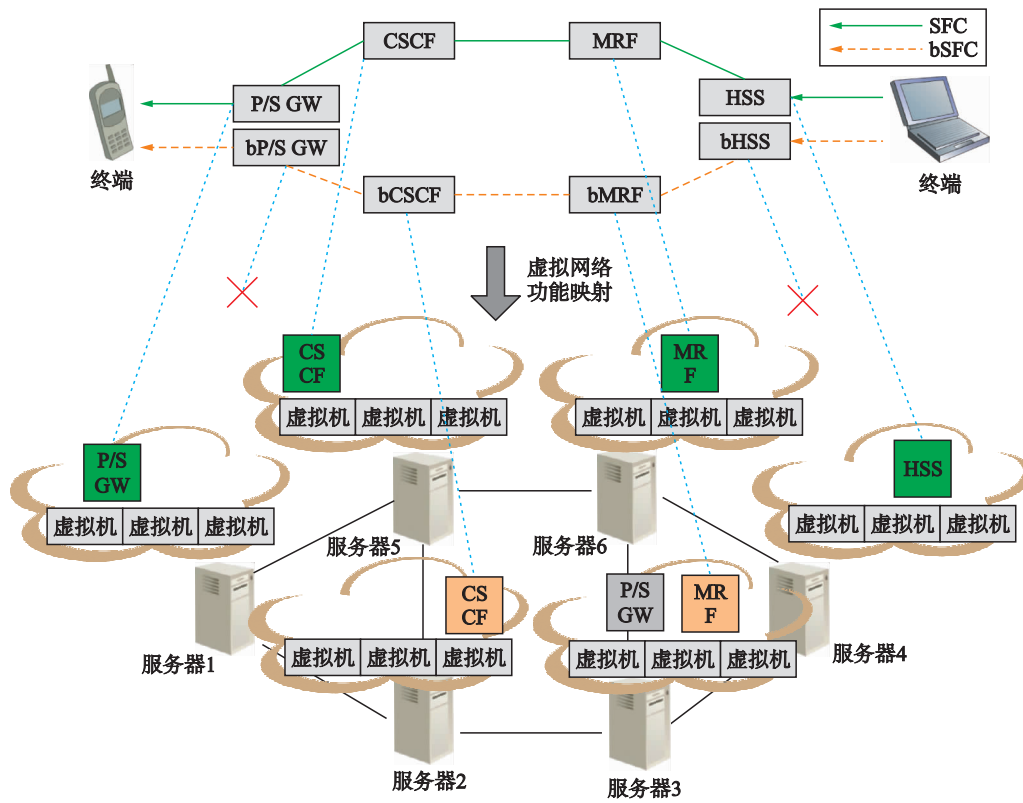 CSCF
MRF
SFC
bSFC
P/S GW
HSS
bP/S GW
bHSS
终端
终端
bCSCF
bMRF
虚拟网络
功能映射
CS
CF
MR
F
虚拟机 虚拟机 虚拟机
虚拟机 虚拟机 虚拟机
P/S
GW
HSS
虚拟机 虚拟机 虚拟机
虚拟机 虚拟机 虚拟机
服务器5
服务器6
CS
CF
P/S
GW
MR
F
虚拟机 虚拟机 虚拟机
虚拟机 虚拟机 虚拟机
服务器1
服务器4
服务器2
服务器3